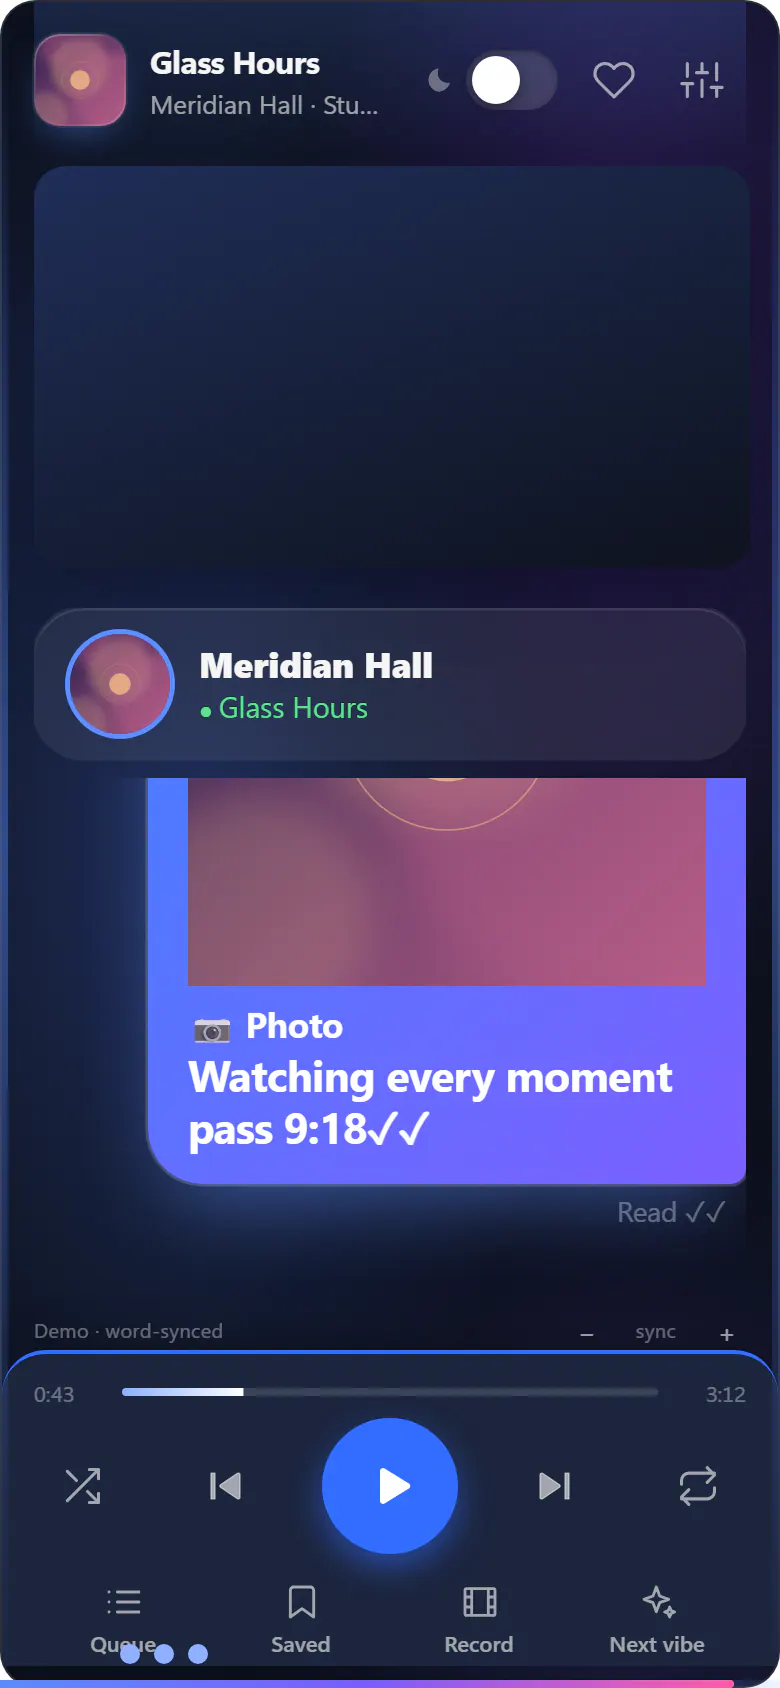 Glass Hours
Meridian Hall · Stu...
Meridian Hall
Glass Hours
📷 Photo
Watching every moment
pass 9:18✓✓
Read ✓✓
Demo · word-synced
− sync +
0:43
3:12
Queue
Saved
Record
Next vibe